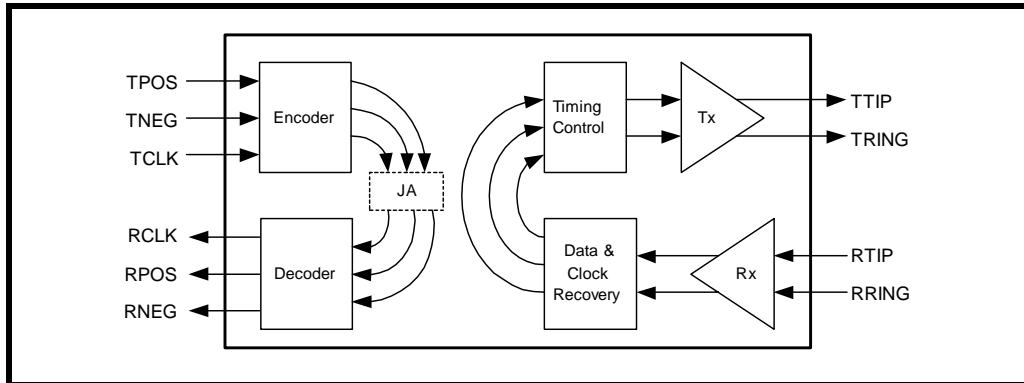 TPOS
TNEG
TCLK
Encoder
JA
RCLK
RPOS
RNEG
Decoder
Timing
Control
Tx
TTIP
TRING
Data &
Clock
Recovery
Rx
RTIP
RRING